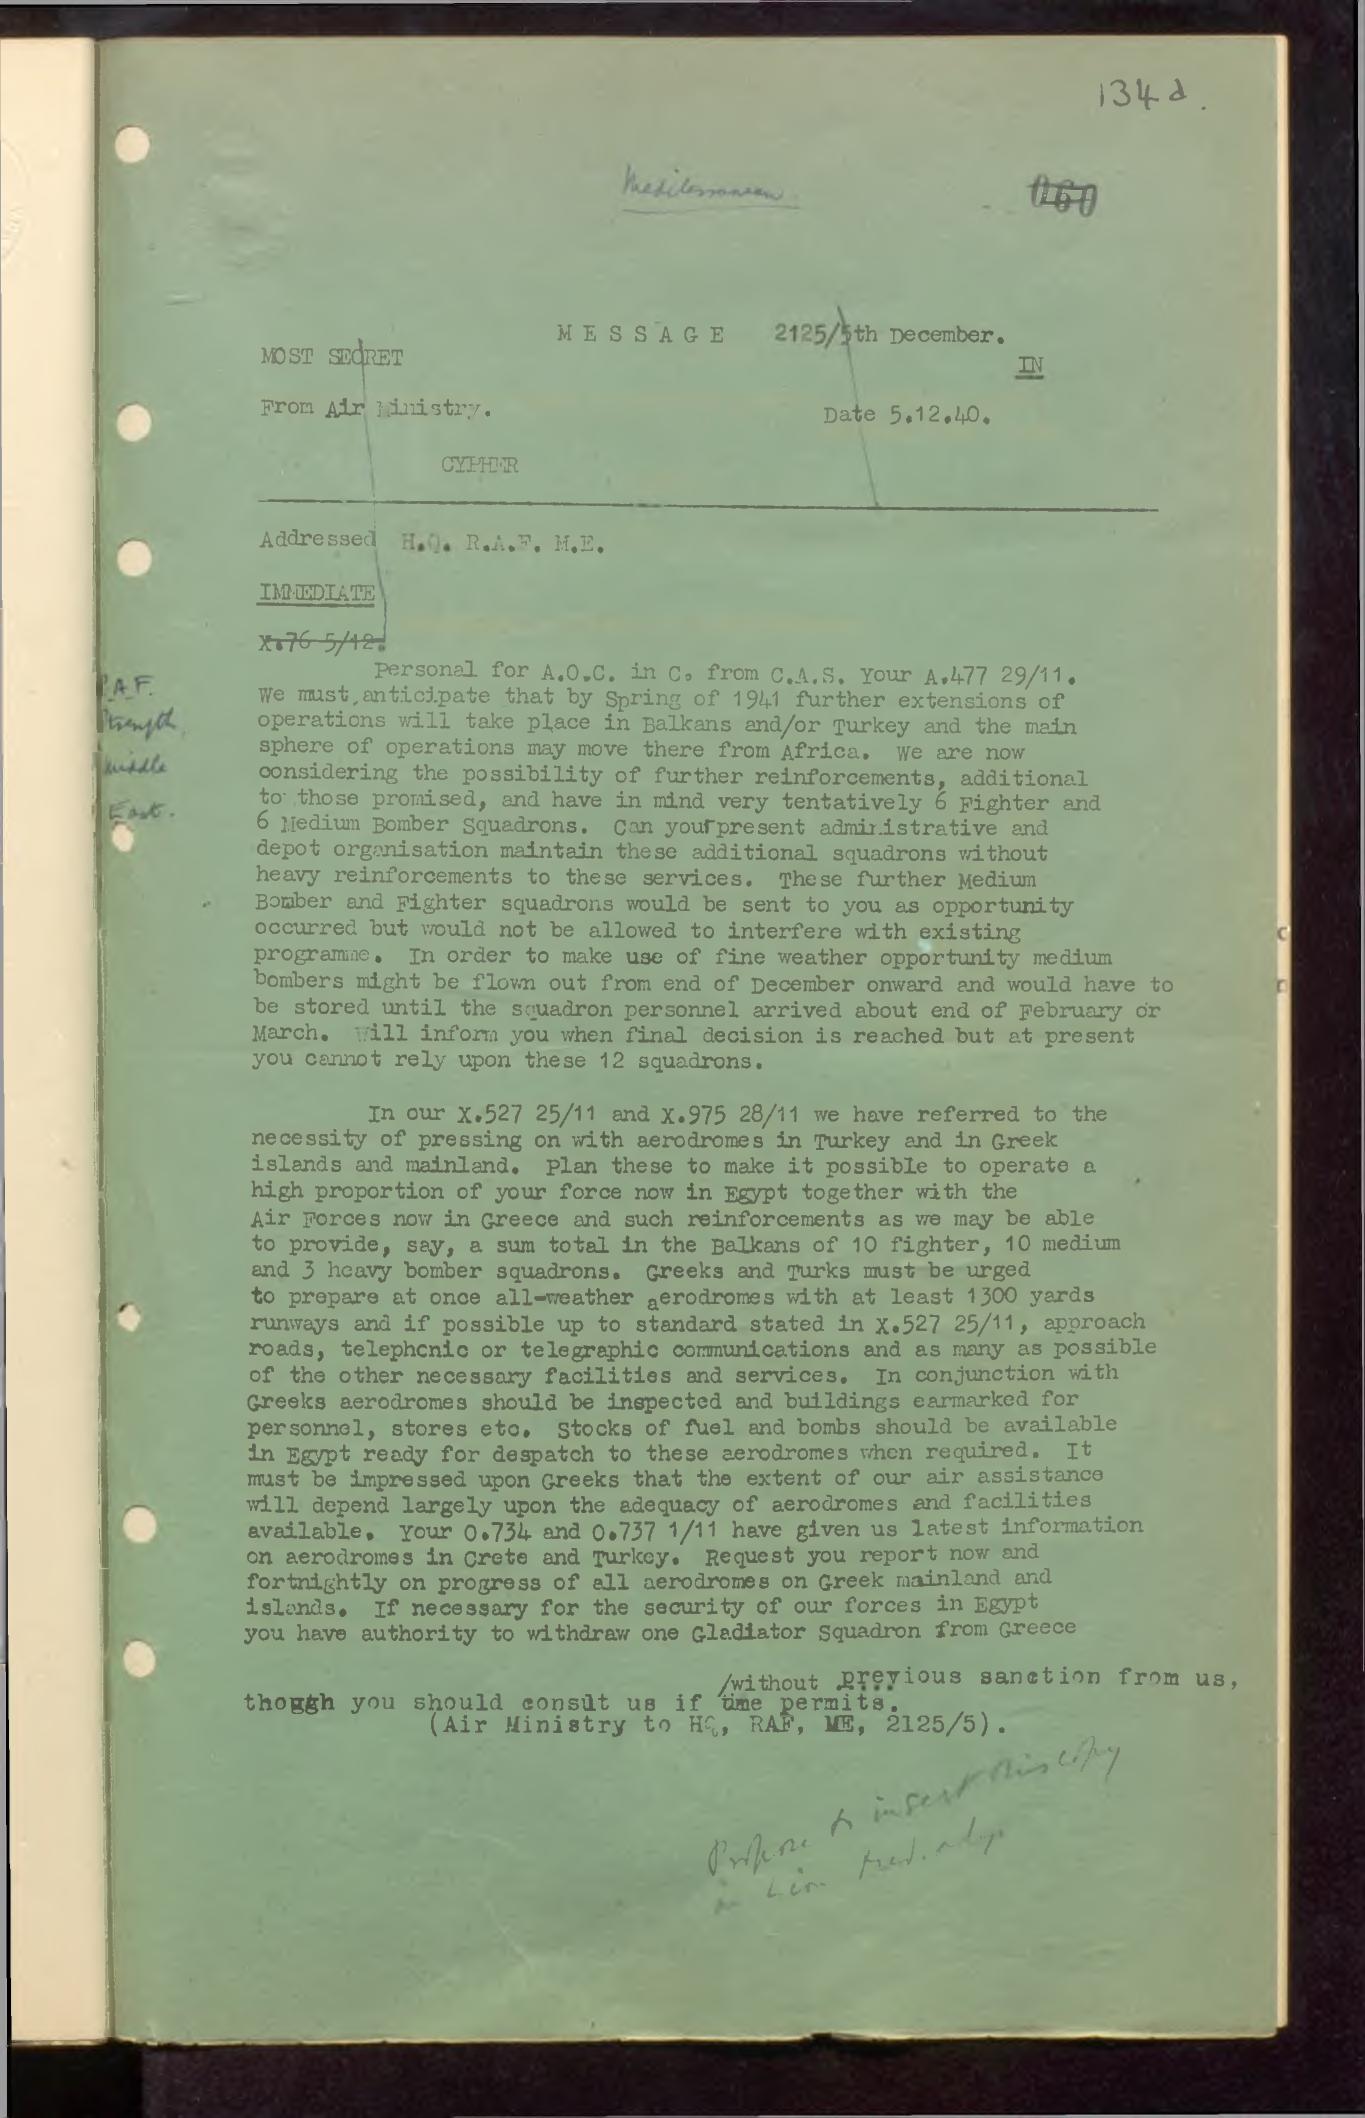 134 d.
Mediterranean.
060
MESSAGE 2125/5th December.
MOST SECRET
IN
From Air Ministry.
Date 5.12.40.
CYPHER
Addressed H.Q. R.A.F. M.E.
IMMEDIATE
X.76 5/12.
Personal for A.O.C. in C. from C.A.S. Your A.477 29/11.
We must anticipate that by Spring of 1941 further extensions of
operations will take place in Balkans and/or Turkey and the main
sphere of operations may move there from Africa. We are now
considering the possibility of further reinforcements, additional
to those promised, and have in mind very tentatively 6 Fighter and
6 Medium Bomber Squadrons. Can your present administrative and
depot organisation maintain these additional squadrons without
heavy reinforcements to these services. These further Medium
Bomber and Fighter squadrons would be sent to you as opportunity
occurred but would not be allowed to interfere with existing
programme. In order to make use of fine weather opportunity medium
bombers might be flown out from end of December onward and would have to
be stored until the squadron personnel arrived about end of February or
March. Will inform you when final decision is reached but at present
you cannot rely upon these 12 squadrons.
R.A.F.
Strength,
Middle
East.
In our X.527 25/11 and X.975 28/11 we have referred to the
necessity of pressing on with aerodromes in Turkey and in Greek
islands and mainland. Plan these to make it possible to operate a
high proportion of your force now in Egypt together with the
Air Forces now in Greece and such reinforcements as we may be able
to provide, say, a sum total in the Balkans of 10 fighter, 10 medium
and 3 heavy bomber squadrons. Greeks and Turks must be urged
to prepare at once all-weather aerodromes with at least 1300 yards
runways and if possible up to standard stated in X.527 25/11, approach
roads, telephonic or telegraphic communications and as many as possible
of the other necessary facilities and services. In conjunction with
Greeks aerodromes should be inspected and buildings earmarked for
personnel, stores etc. Stocks of fuel and bombs should be available
in Egypt ready for despatch to these aerodromes when required. It
must be impressed upon Greeks that the extent of our air assistance
will depend largely upon the adequacy of aerodromes and facilities
available. Your O.734 and O.737 1/11 have given us latest information
on aerodromes in Crete and Turkey. Request you report now and
fortnightly on progress of all aerodromes on Greek mainland and
islands. If necessary for the security of our forces in Egypt
you have authority to withdraw one Gladiator Squadron from Greece
/without previous sanction from us,
though you should consult us if time permits.
(Air Ministry to HQ, RAF, ME, 2125/5).
Propose to insert this copy
in